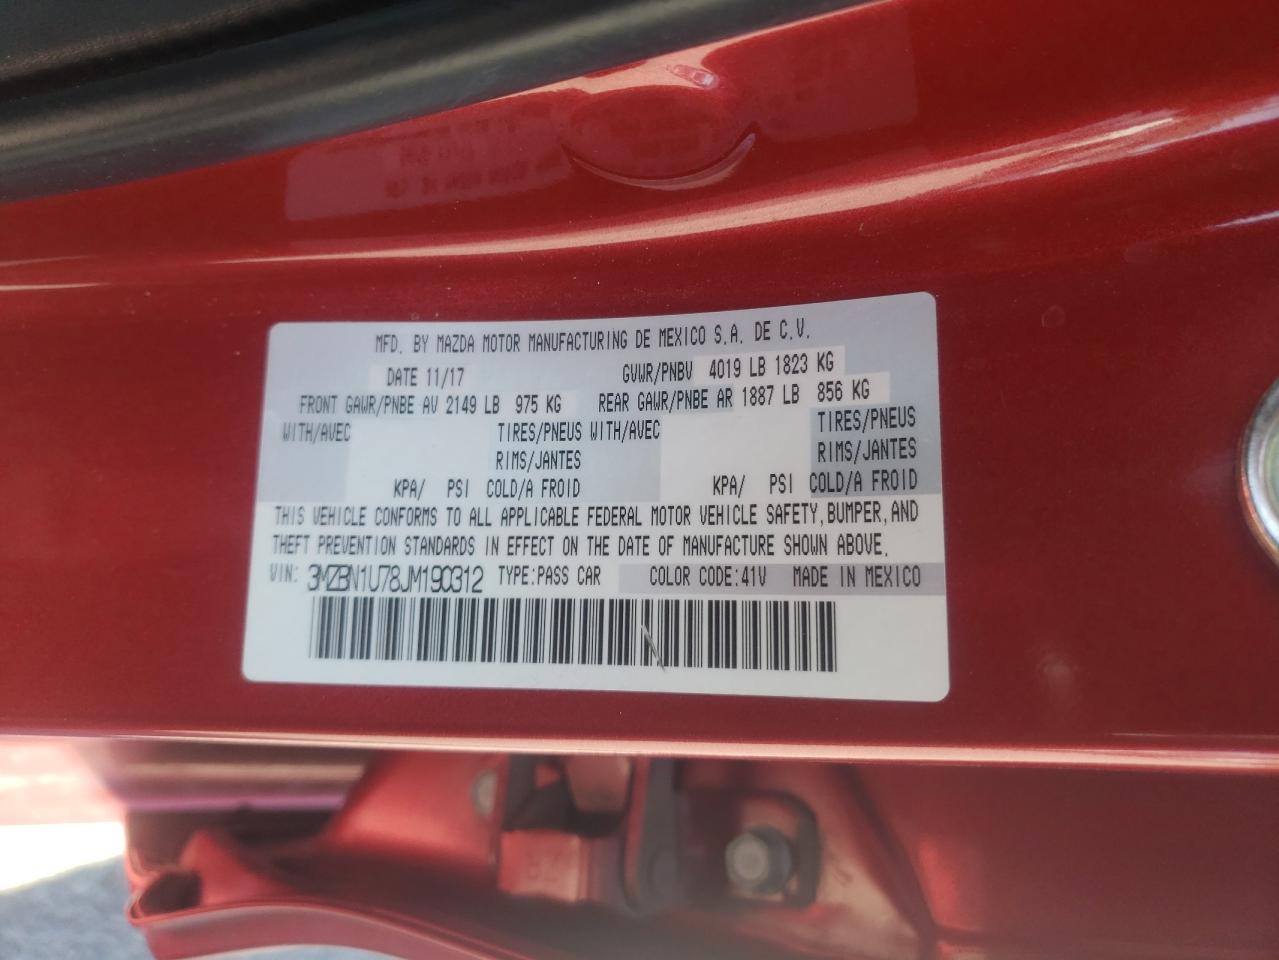 MFD. BY MAZDA MOTOR MANUFACTURING DE MEXICO S.A. DE C.V.
DATE 11/17 GVWR/PNBV 4019 LB 1823 KG
FRONT GAWR/PNBE AV 2149 LB 975 KG REAR GAWR/PNBE AR 1887 LB 856 KG
WITH/AVEC TIRES/PNEUS WITH/AVEC TIRES/PNEUS
RIMS/JANTES RIMS/JANTES
KPA/ PSI COLD/A FROID KPA/ PSI COLD/A FROID
THIS VEHICLE CONFORMS TO ALL APPLICABLE FEDERAL MOTOR VEHICLE SAFETY, BUMPER, AND
THEFT PREVENTION STANDARDS IN EFFECT ON THE DATE OF MANUFACTURE SHOWN ABOVE.
VIN: 3MZBN1U78JM190312 TYPE:PASS CAR COLOR CODE:41V MADE IN MEXICO